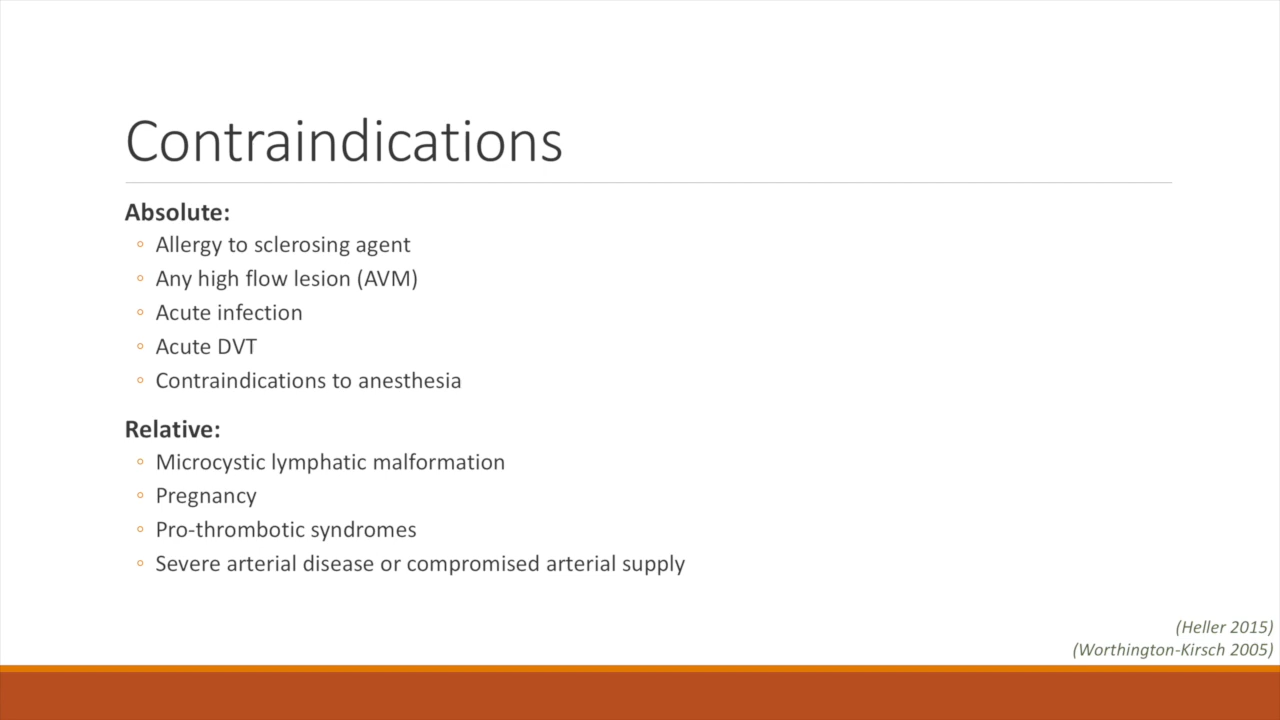 Contraindications
Absolute:
◦ Allergy to sclerosing agent
◦ Any high flow lesion (AVM)
◦ Acute infection
◦ Acute DVT
◦ Contraindications to anesthesia
Relative:
◦ Microcystic lymphatic malformation
◦ Pregnancy
◦ Pro-thrombotic syndromes
◦ Severe arterial disease or compromised arterial supply
(Heller 2015)
(Worthington-Kirsch 2005)